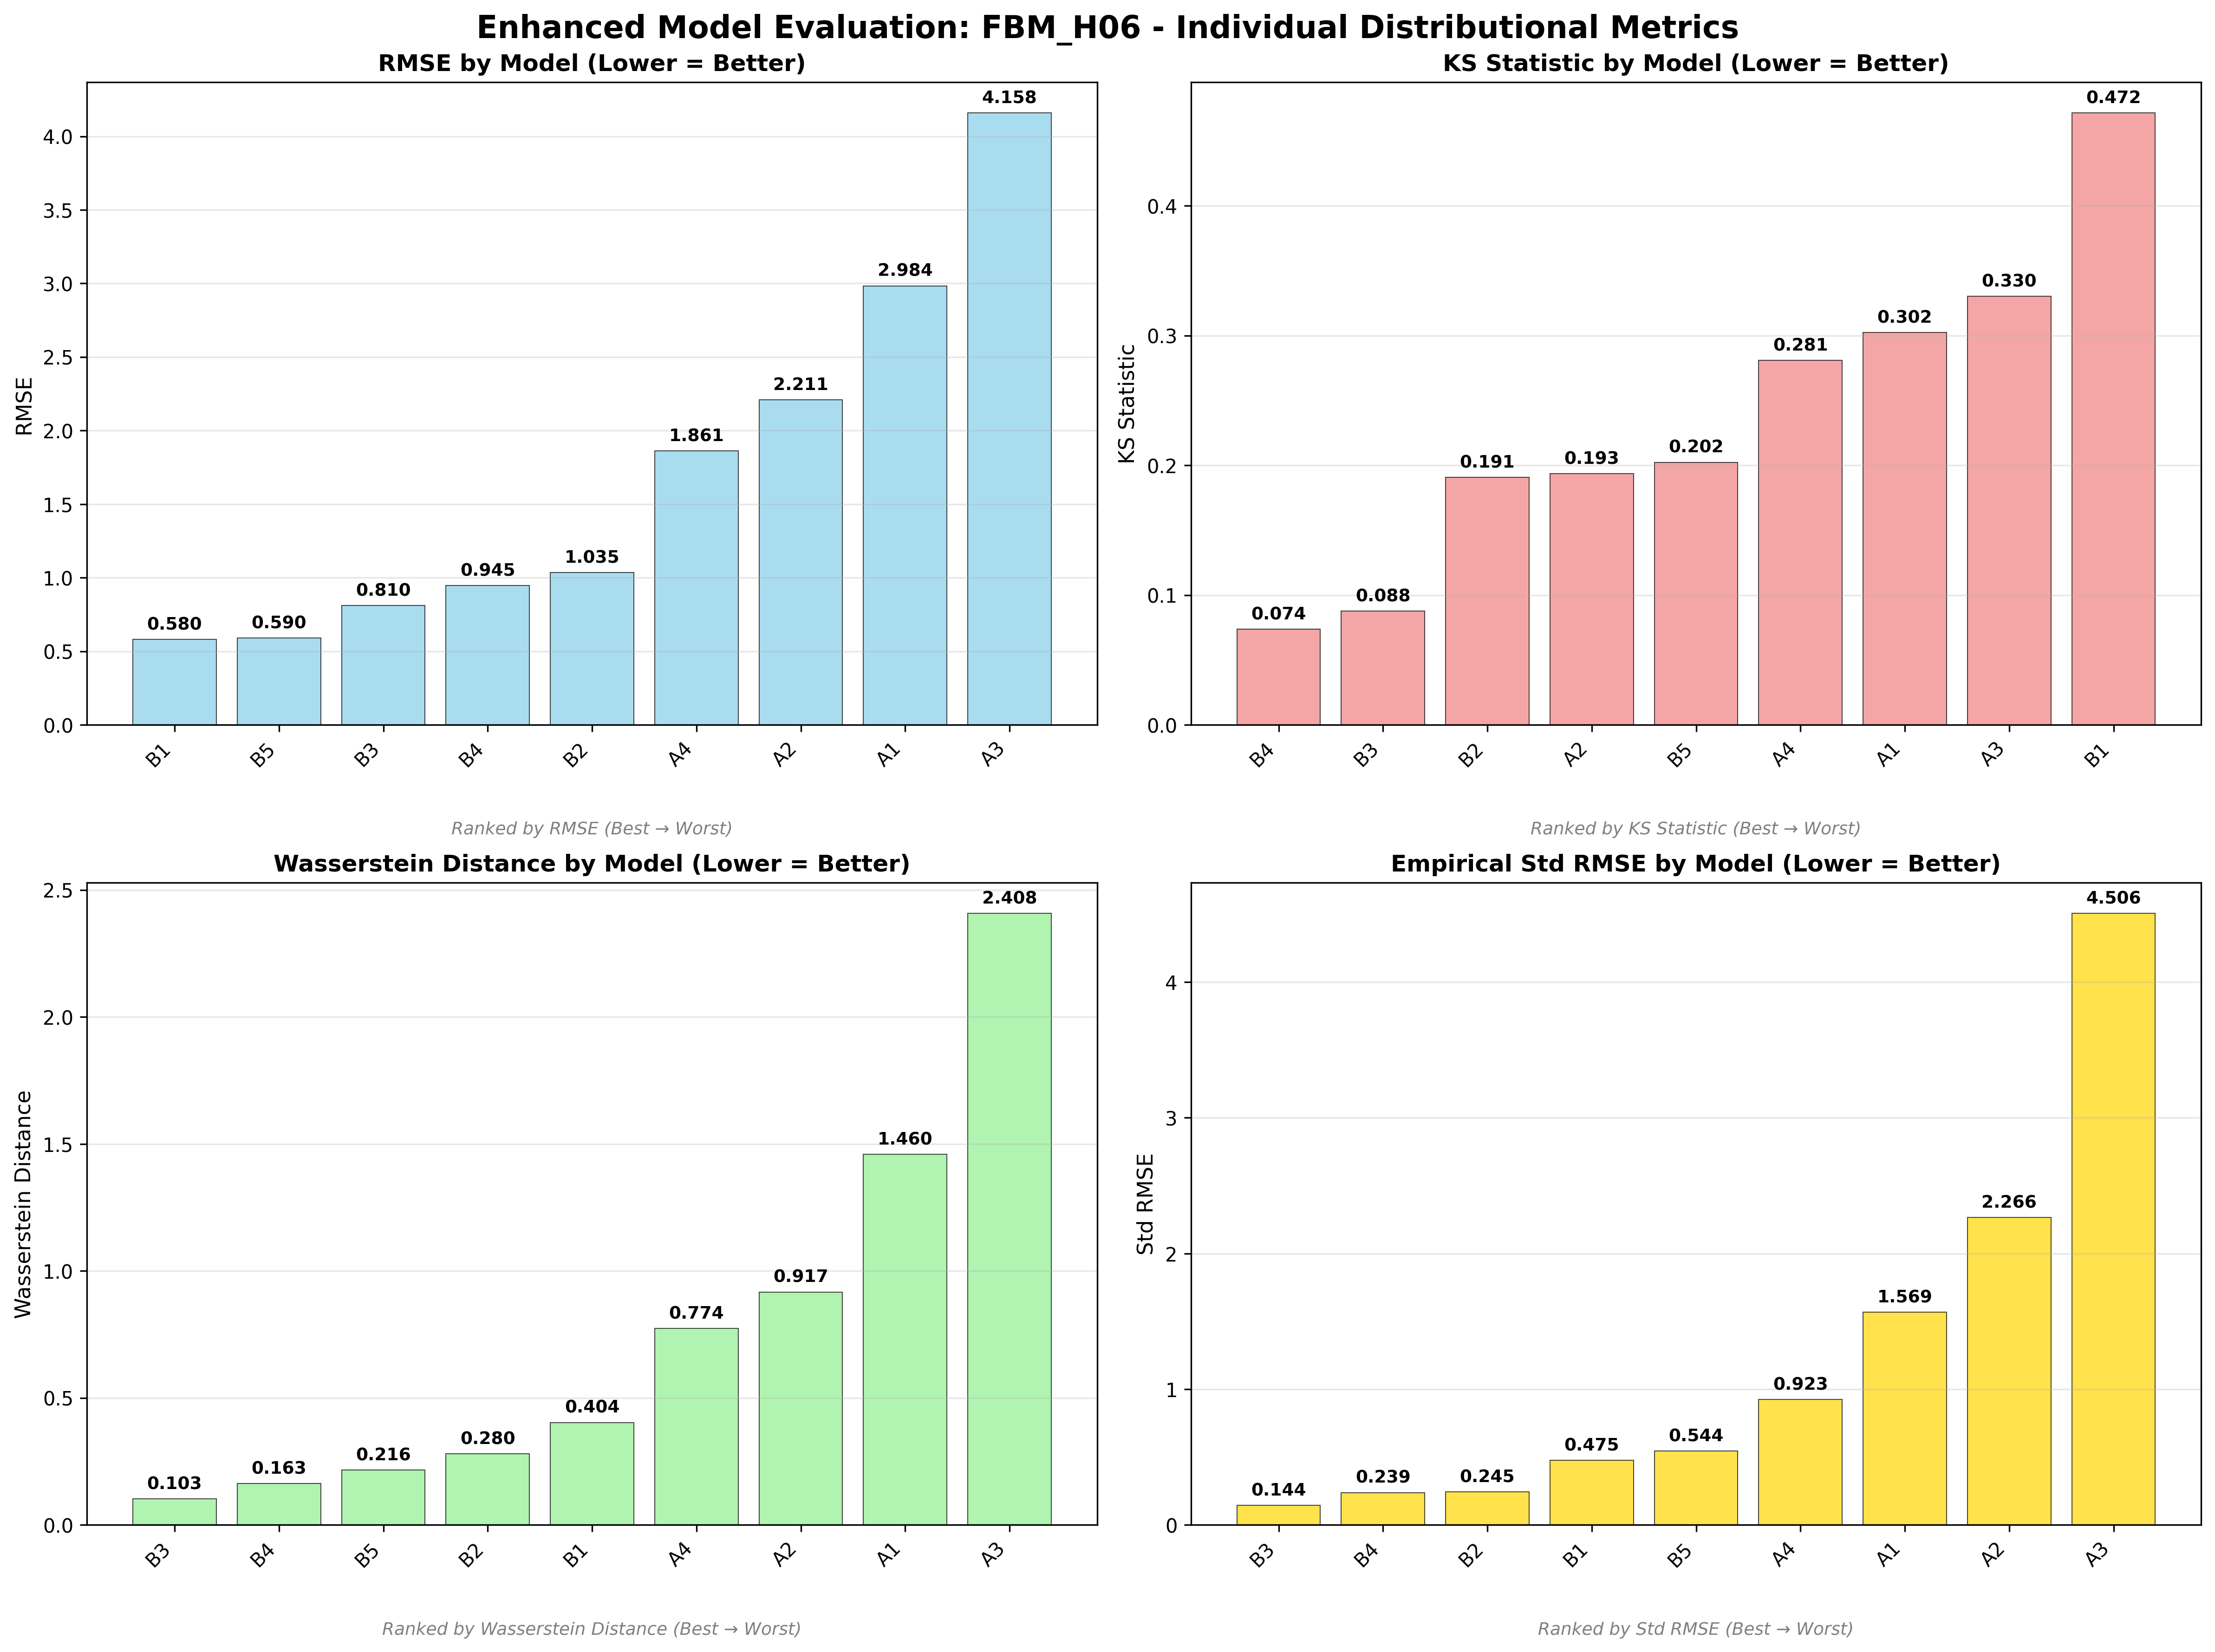 Enhanced Model Evaluation: FBM_H06 - Individual Distributional Metrics
RMSE by Model (Lower = Better)
RMSE
4.0
3.5
3.0
2.5
2.0
1.5
1.0
0.5
0.0
0.580
0.590
0.810
0.945
1.035
1.861
2.211
2.984
4.158
B1
B5
B3
B4
B2
A4
A2
A1
A3
Ranked by RMSE (Best → Worst)
KS Statistic by Model (Lower = Better)
KS Statistic
0.4
0.3
0.2
0.1
0.0
0.074
0.088
0.191
0.193
0.202
0.281
0.302
0.330
0.472
B4
B3
B2
A2
B5
A4
A1
A3
B1
Ranked by KS Statistic (Best → Worst)
Wasserstein Distance by Model (Lower = Better)
Wasserstein Distance
2.5
2.0
1.5
1.0
0.5
0.0
0.103
0.163
0.216
0.280
0.404
0.774
0.917
1.460
2.408
B3
B4
B5
B2
B1
A4
A2
A1
A3
Ranked by Wasserstein Distance (Best → Worst)
Empirical Std RMSE by Model (Lower = Better)
Std RMSE
4
3
2
1
0
0.144
0.239
0.245
0.475
0.544
0.923
1.569
2.266
4.506
B3
B4
B2
B1
B5
A4
A1
A2
A3
Ranked by Std RMSE (Best → Worst)